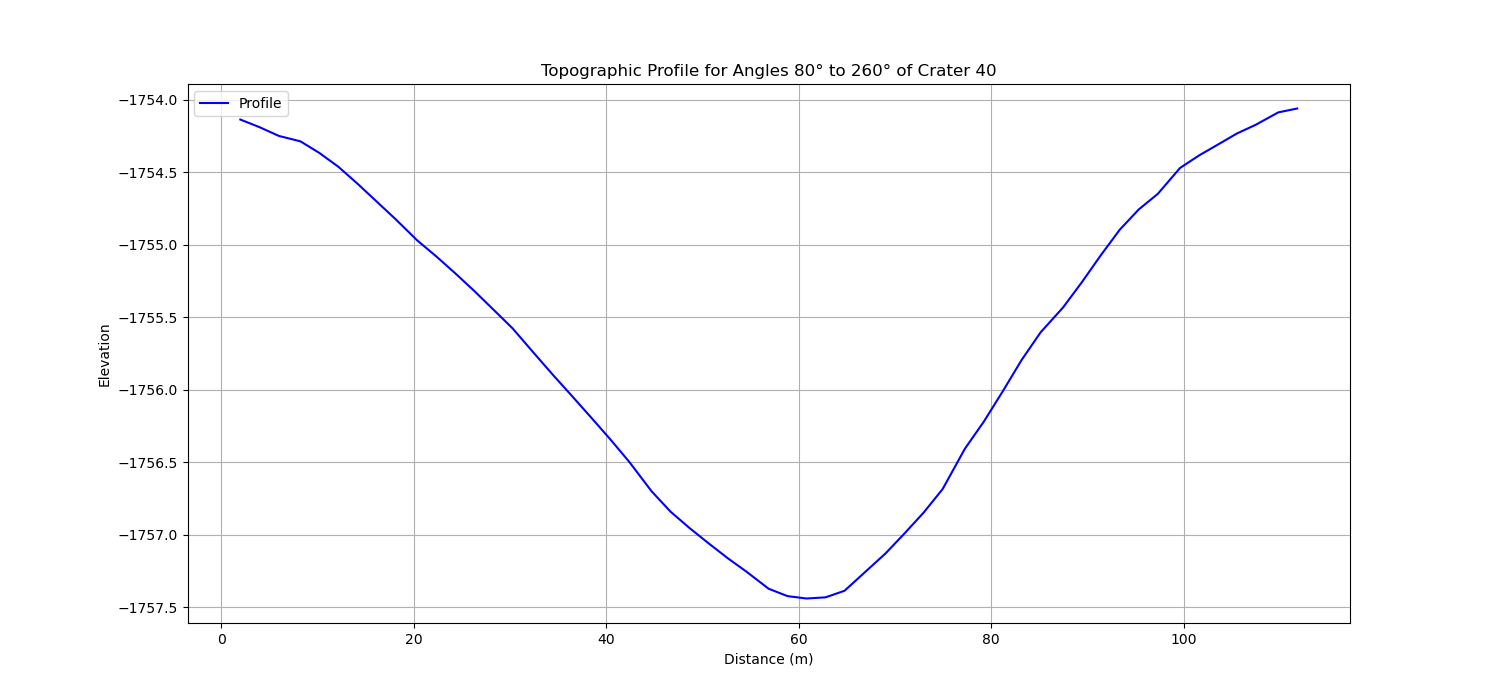 Topographic Profile for Angles 80° to 260° of Crater 40
Profile
−1754.0
−1754.5
−1755.0
−1755.5
−1756.0
−1756.5
−1757.0
−1757.5
Elevation
0 20 40 60 80 100
Distance (m)